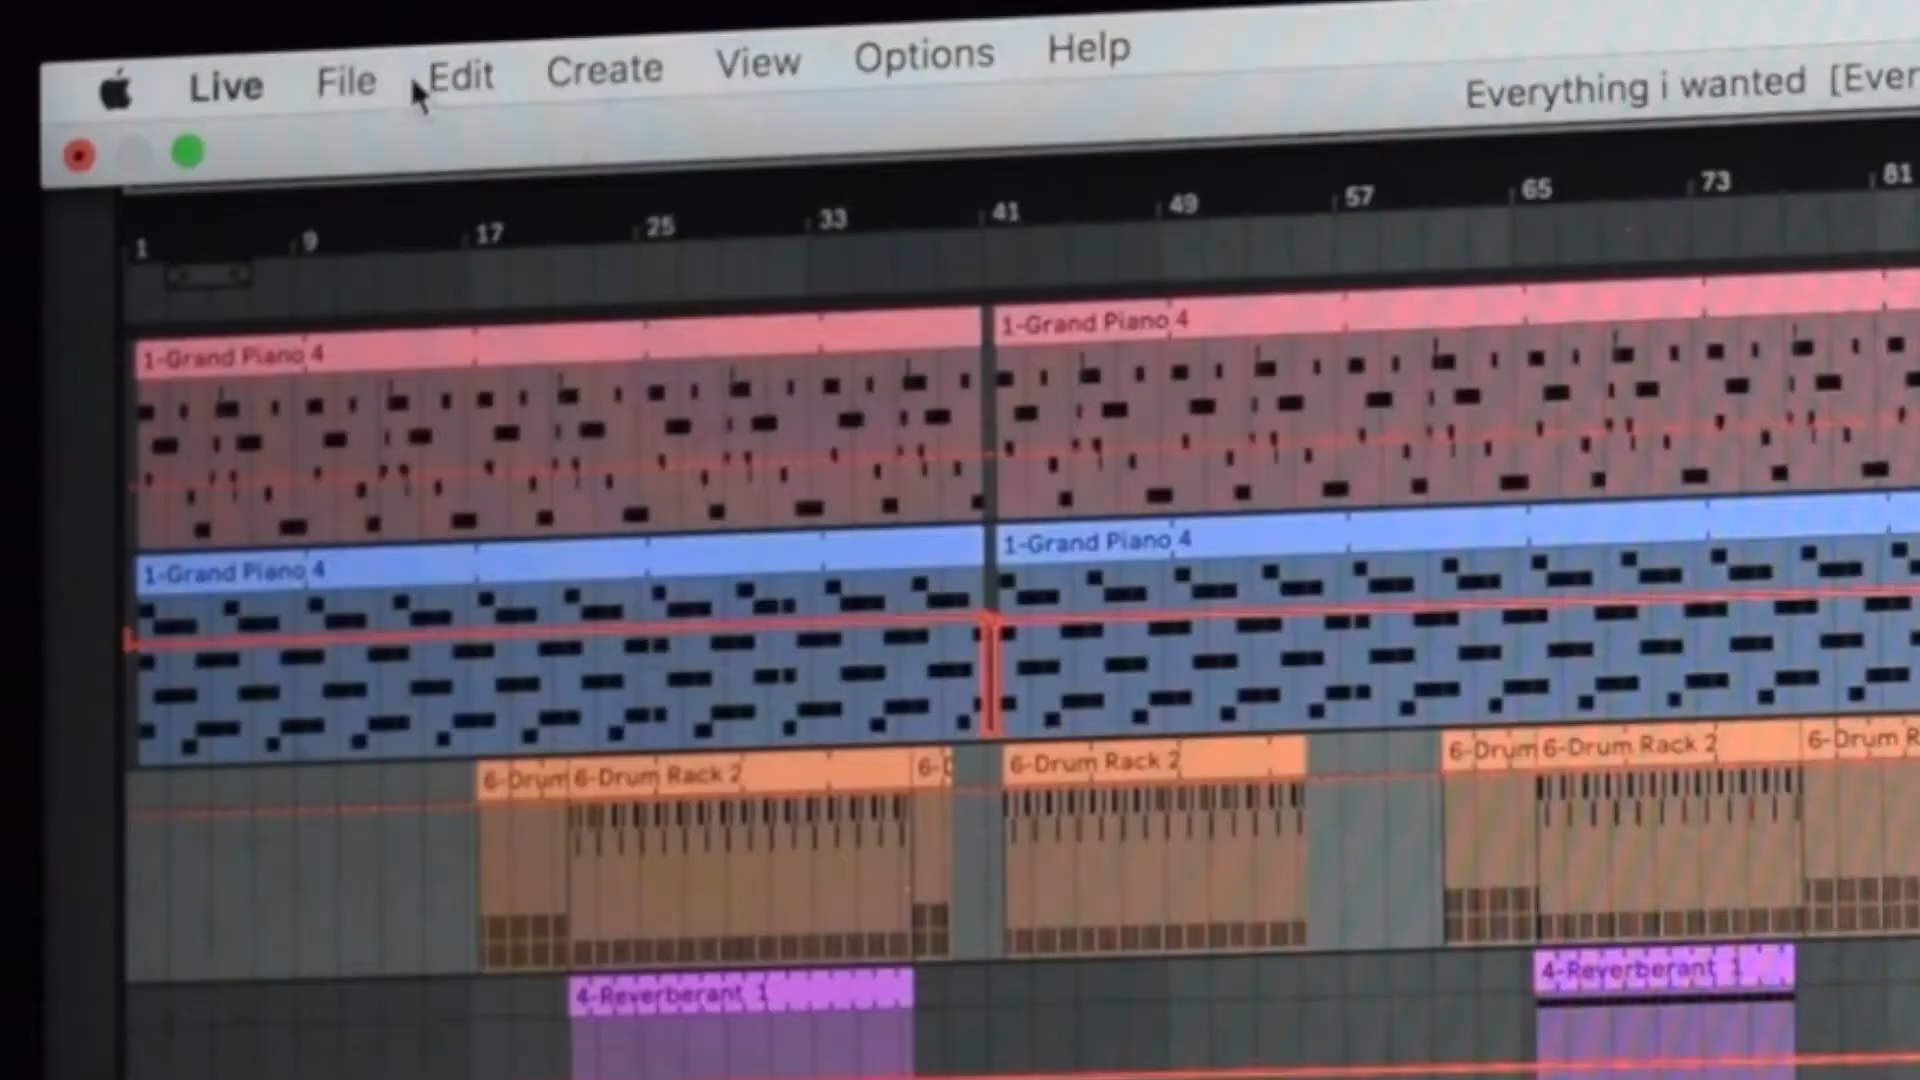 Live File Edit Create View Options Help
Everything i wanted [Ever
1 9 17 25 33 41 49 57 65 73 81
1-Grand Piano 4 1-Grand Piano 4
1-Grand Piano 4 1-Grand Piano 4
6-Drum 6-Drum Rack 2 6-D 6-Drum Rack 2 6-Drum 6-Drum Rack 2 6-Drum R
4-Reverberant 1 4-Reverberant 1